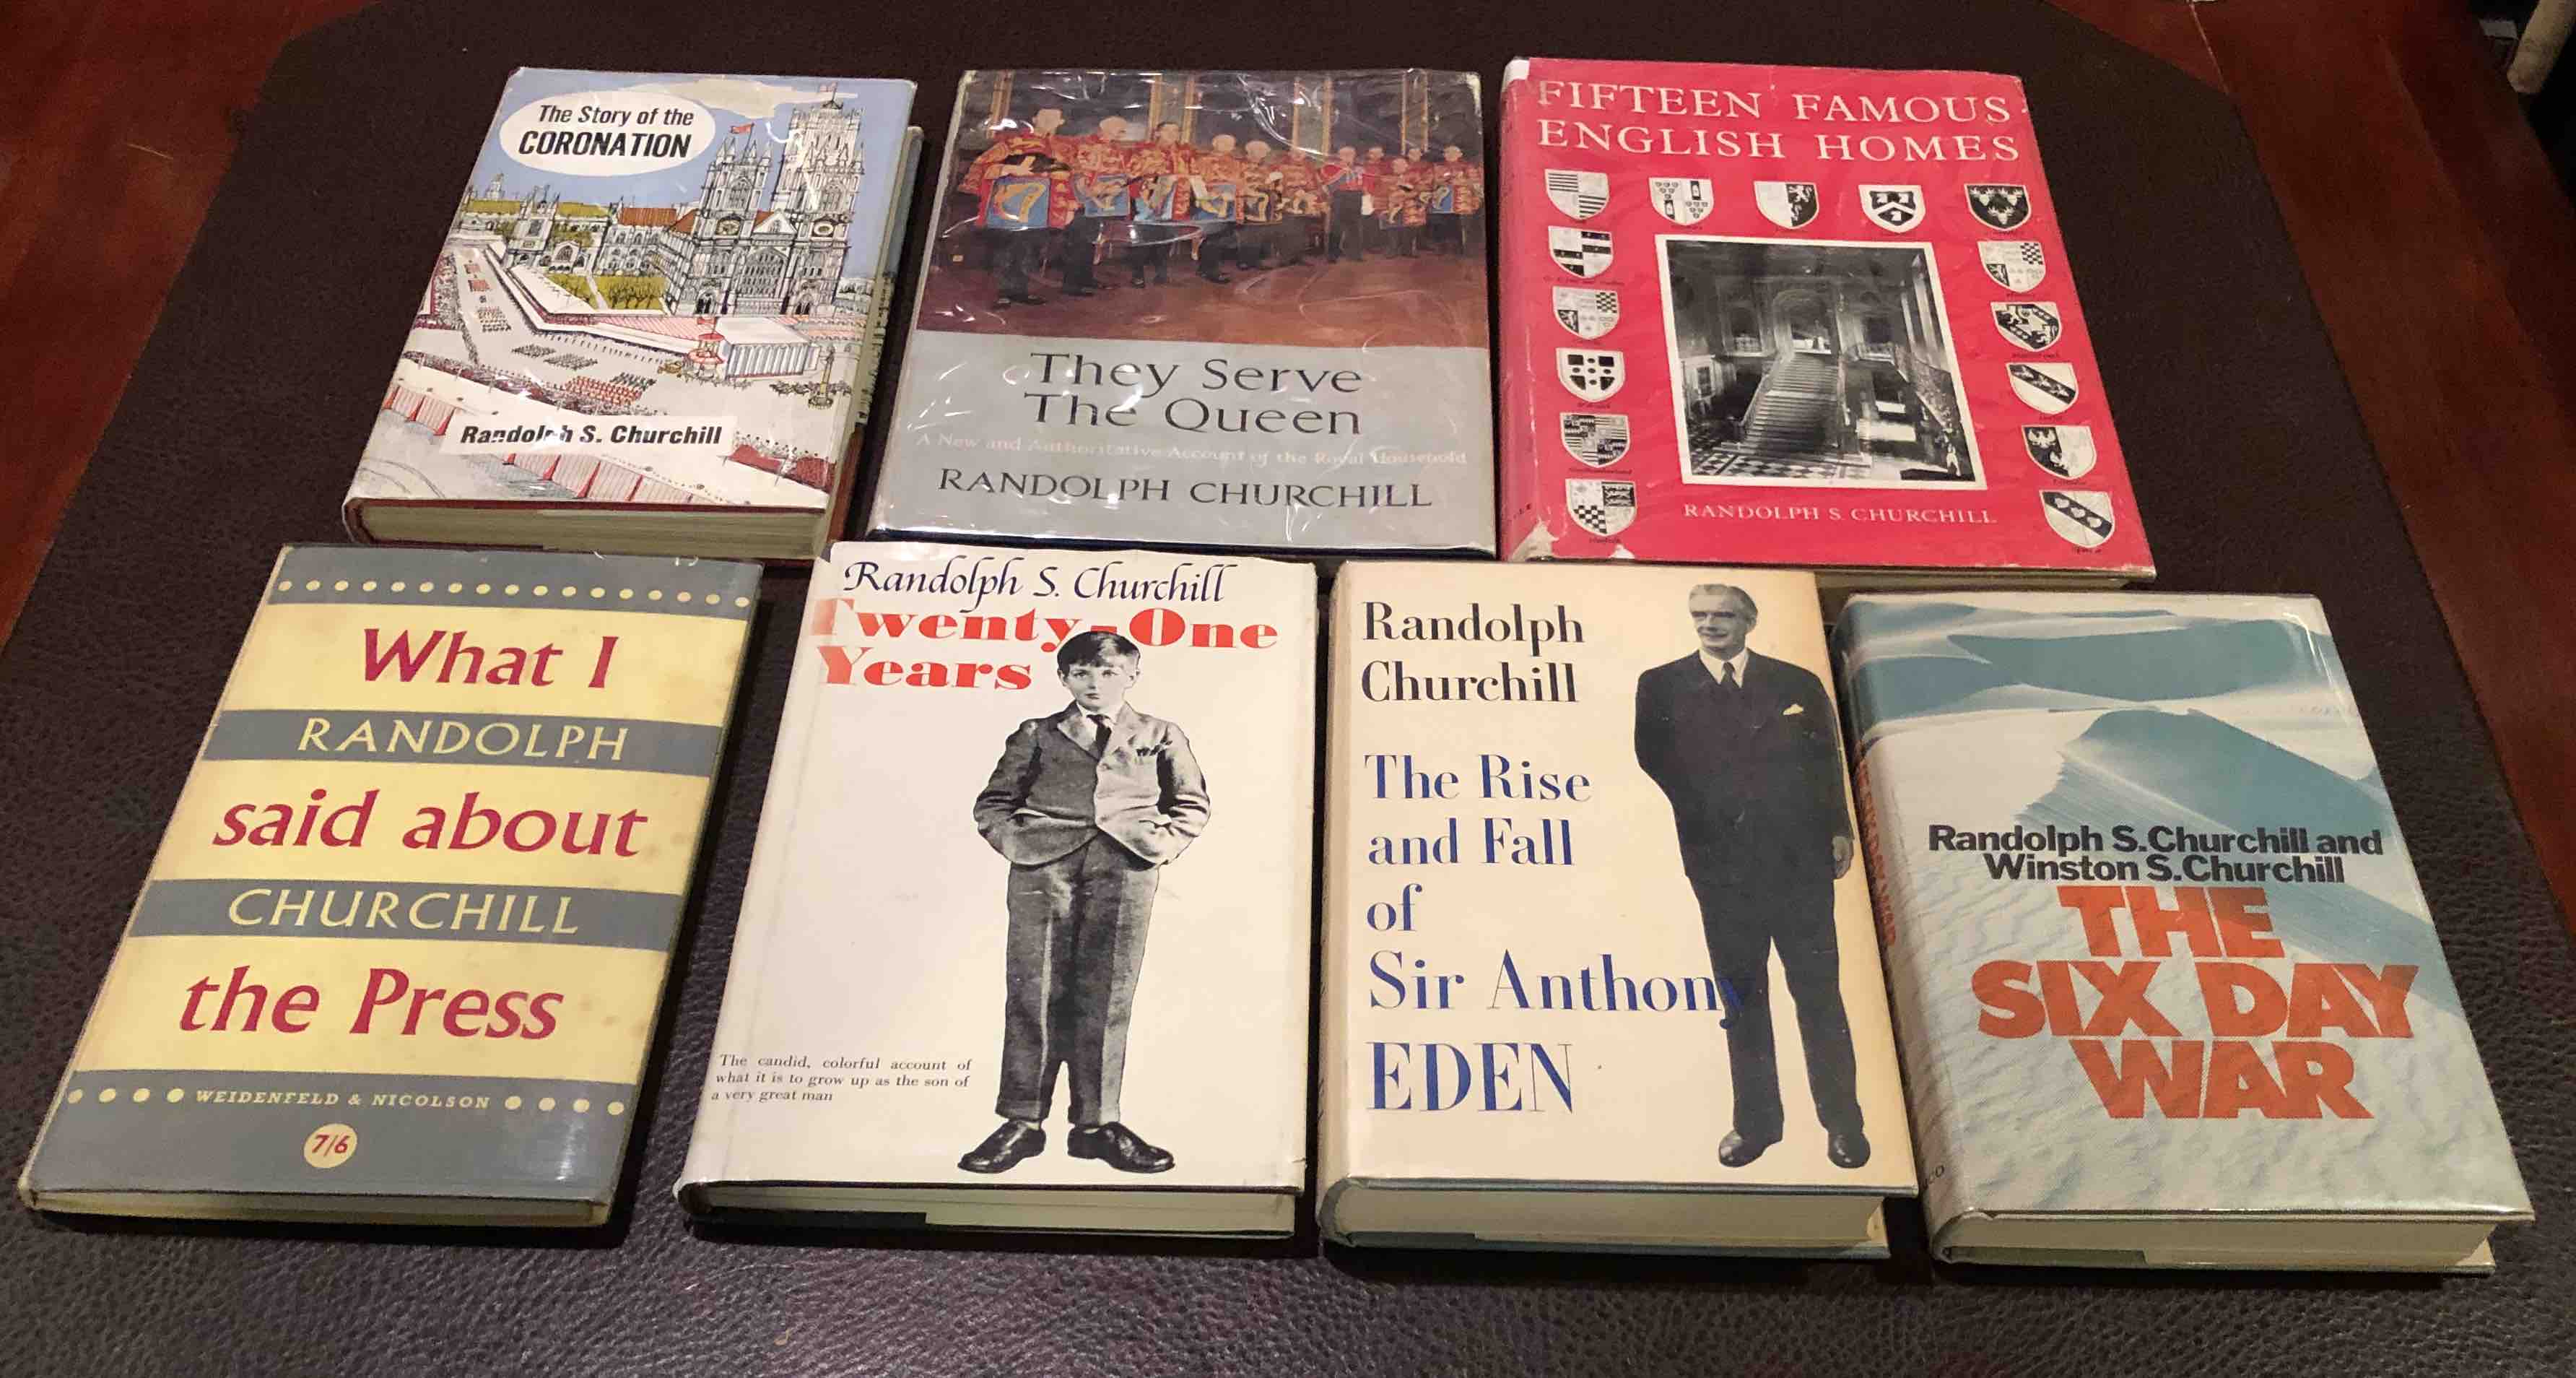 The Story of the
CORONATION
Randolph S. Churchill
They Serve
The Queen
A New and Authoritative Account of the Royal Household
RANDOLPH CHURCHILL
FIFTEEN FAMOUS
ENGLISH HOMES
RANDOLPH S. CHURCHILL
What I
RANDOLPH
said about
CHURCHILL
the Press
WEIDENFELD & NICOLSON
7/6
Randolph S. Churchill
Twenty-One
Years
The candid, colorful account of
what it is to grow up as the son of
a very great man
Randolph
Churchill
The Rise
and Fall
of
Sir Anthony
EDEN
Randolph S. Churchill and
Winston S. Churchill
THE
SIX DAY
WAR